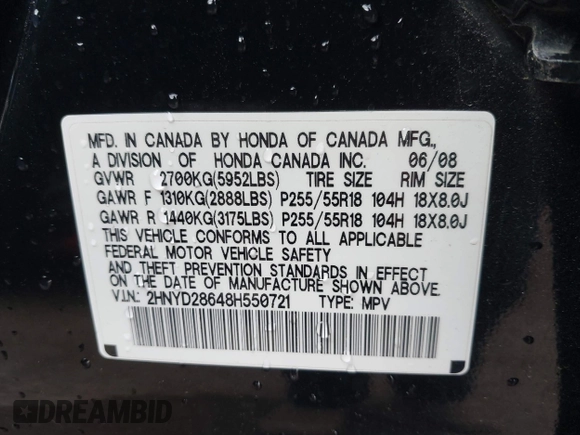 MFD. IN CANADA BY HONDA OF CANADA MFG.,
A DIVISION OF HONDA CANADA INC. 06/08
GVWR 2700KG(5952LBS) TIRE SIZE RIM SIZE
GAWR F 1310KG(2888LBS) P255/55R18 104H 18X8.0J
GAWR R 1440KG(3175LBS) P255/55R18 104H 18X8.0J
THIS VEHICLE CONFORMS TO ALL APPLICABLE
FEDERAL MOTOR VEHICLE SAFETY
AND THEFT PREVENTION STANDARDS IN EFFECT
ON THE DATE OF MANUFACTURE SHOWN ABOVE.
V.I.N.: 2HNYD28648H550721 TYPE: MPV
DREAMBID